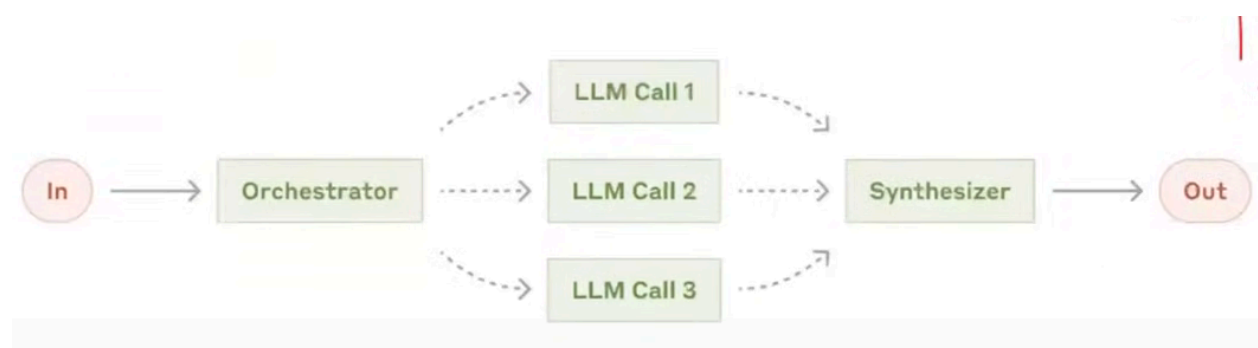 In
Orchestrator
LLM Call 1
LLM Call 2
LLM Call 3
Synthesizer
Out